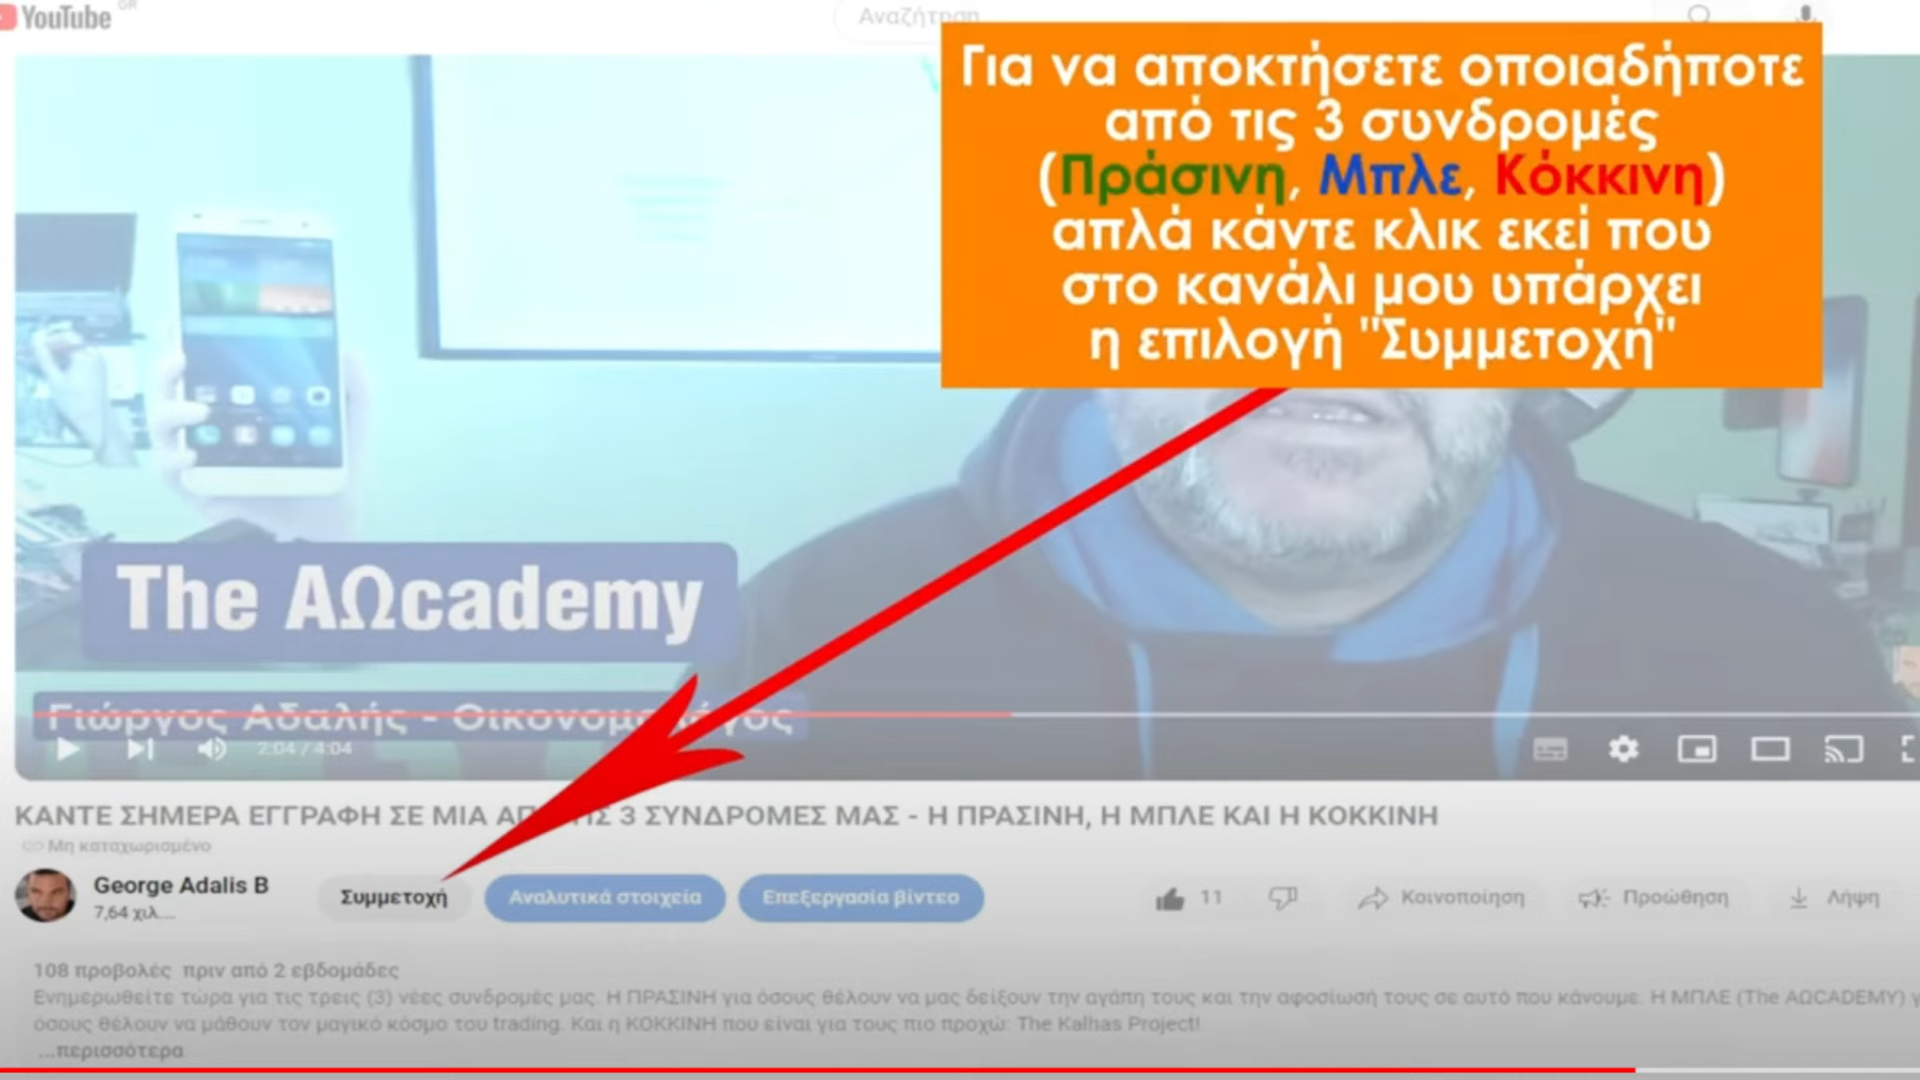 YouTube GR
Αναζήτηση
Για να αποκτήσετε οποιαδήποτε
από τις 3 συνδρομές
(Πράσινη, Μπλε, Κόκκινη)
απλά κάντε κλικ εκεί που
στο κανάλι μου υπάρχει
η επιλογή "Συμμετοχή"
The ΑΩcademy
Γιώργος Αδαλής - Οικονομολόγος
2:04 / 4:04
ΚΑΝΤΕ ΣΗΜΕΡΑ ΕΓΓΡΑΦΗ ΣΕ ΜΙΑ ΑΠ ΤΙΣ 3 ΣΥΝΔΡΟΜΕΣ ΜΑΣ - Η ΠΡΑΣΙΝΗ, Η ΜΠΛΕ ΚΑΙ Η ΚΟΚΚΙΝΗ
Μη καταχωρισμένο
George Adalis B
7,64 χιλ....
Συμμετοχή
Αναλυτικά στοιχεία
Επεξεργασία βίντεο
11
Κοινοποίηση
Προώθηση
Λήψη
108 προβολές πριν από 2 εβδομάδες
Ενημερωθείτε τώρα για τις τρεις (3) νέες συνδρομές μας. Η ΠΡΑΣΙΝΗ για όσους θέλουν να μας δείξουν την αγάπη τους και την αφοσίωσή τους σε αυτό που κάνουμε. Η ΜΠΛΕ (The ΑΩCADEMY) γ
όσους θέλουν να μάθουν τον μαγικό κόσμο του trading. Και η ΚΟΚΚΙΝΗ που είναι για τους πιο προχώ: The Kalhas Project!
...περισσότερα